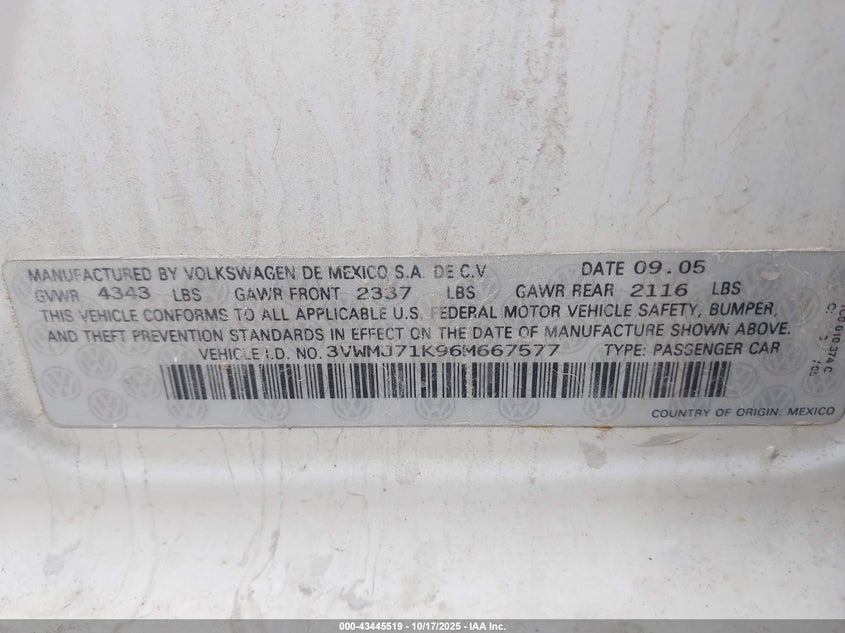 MANUFACTURED BY VOLKSWAGEN DE MEXICO S.A. DE C.V DATE 09.05
GVWR 4343 LBS GAWR FRONT 2337 LBS GAWR REAR 2116 LBS
THIS VEHICLE CONFORMS TO ALL APPLICABLE U.S. FEDERAL MOTOR VEHICLE SAFETY, BUMPER,
AND THEFT PREVENTION STANDARDS IN EFFECT ON THE DATE OF MANUFACTURE SHOWN ABOVE.
VEHICLE I.D. NO. 3VWMJ71K96M667577 TYPE: PASSENGER CAR
COUNTRY OF ORIGIN: MEXICO
010 374 C
000-43445519 | 10/17/2025 - IAA Inc.